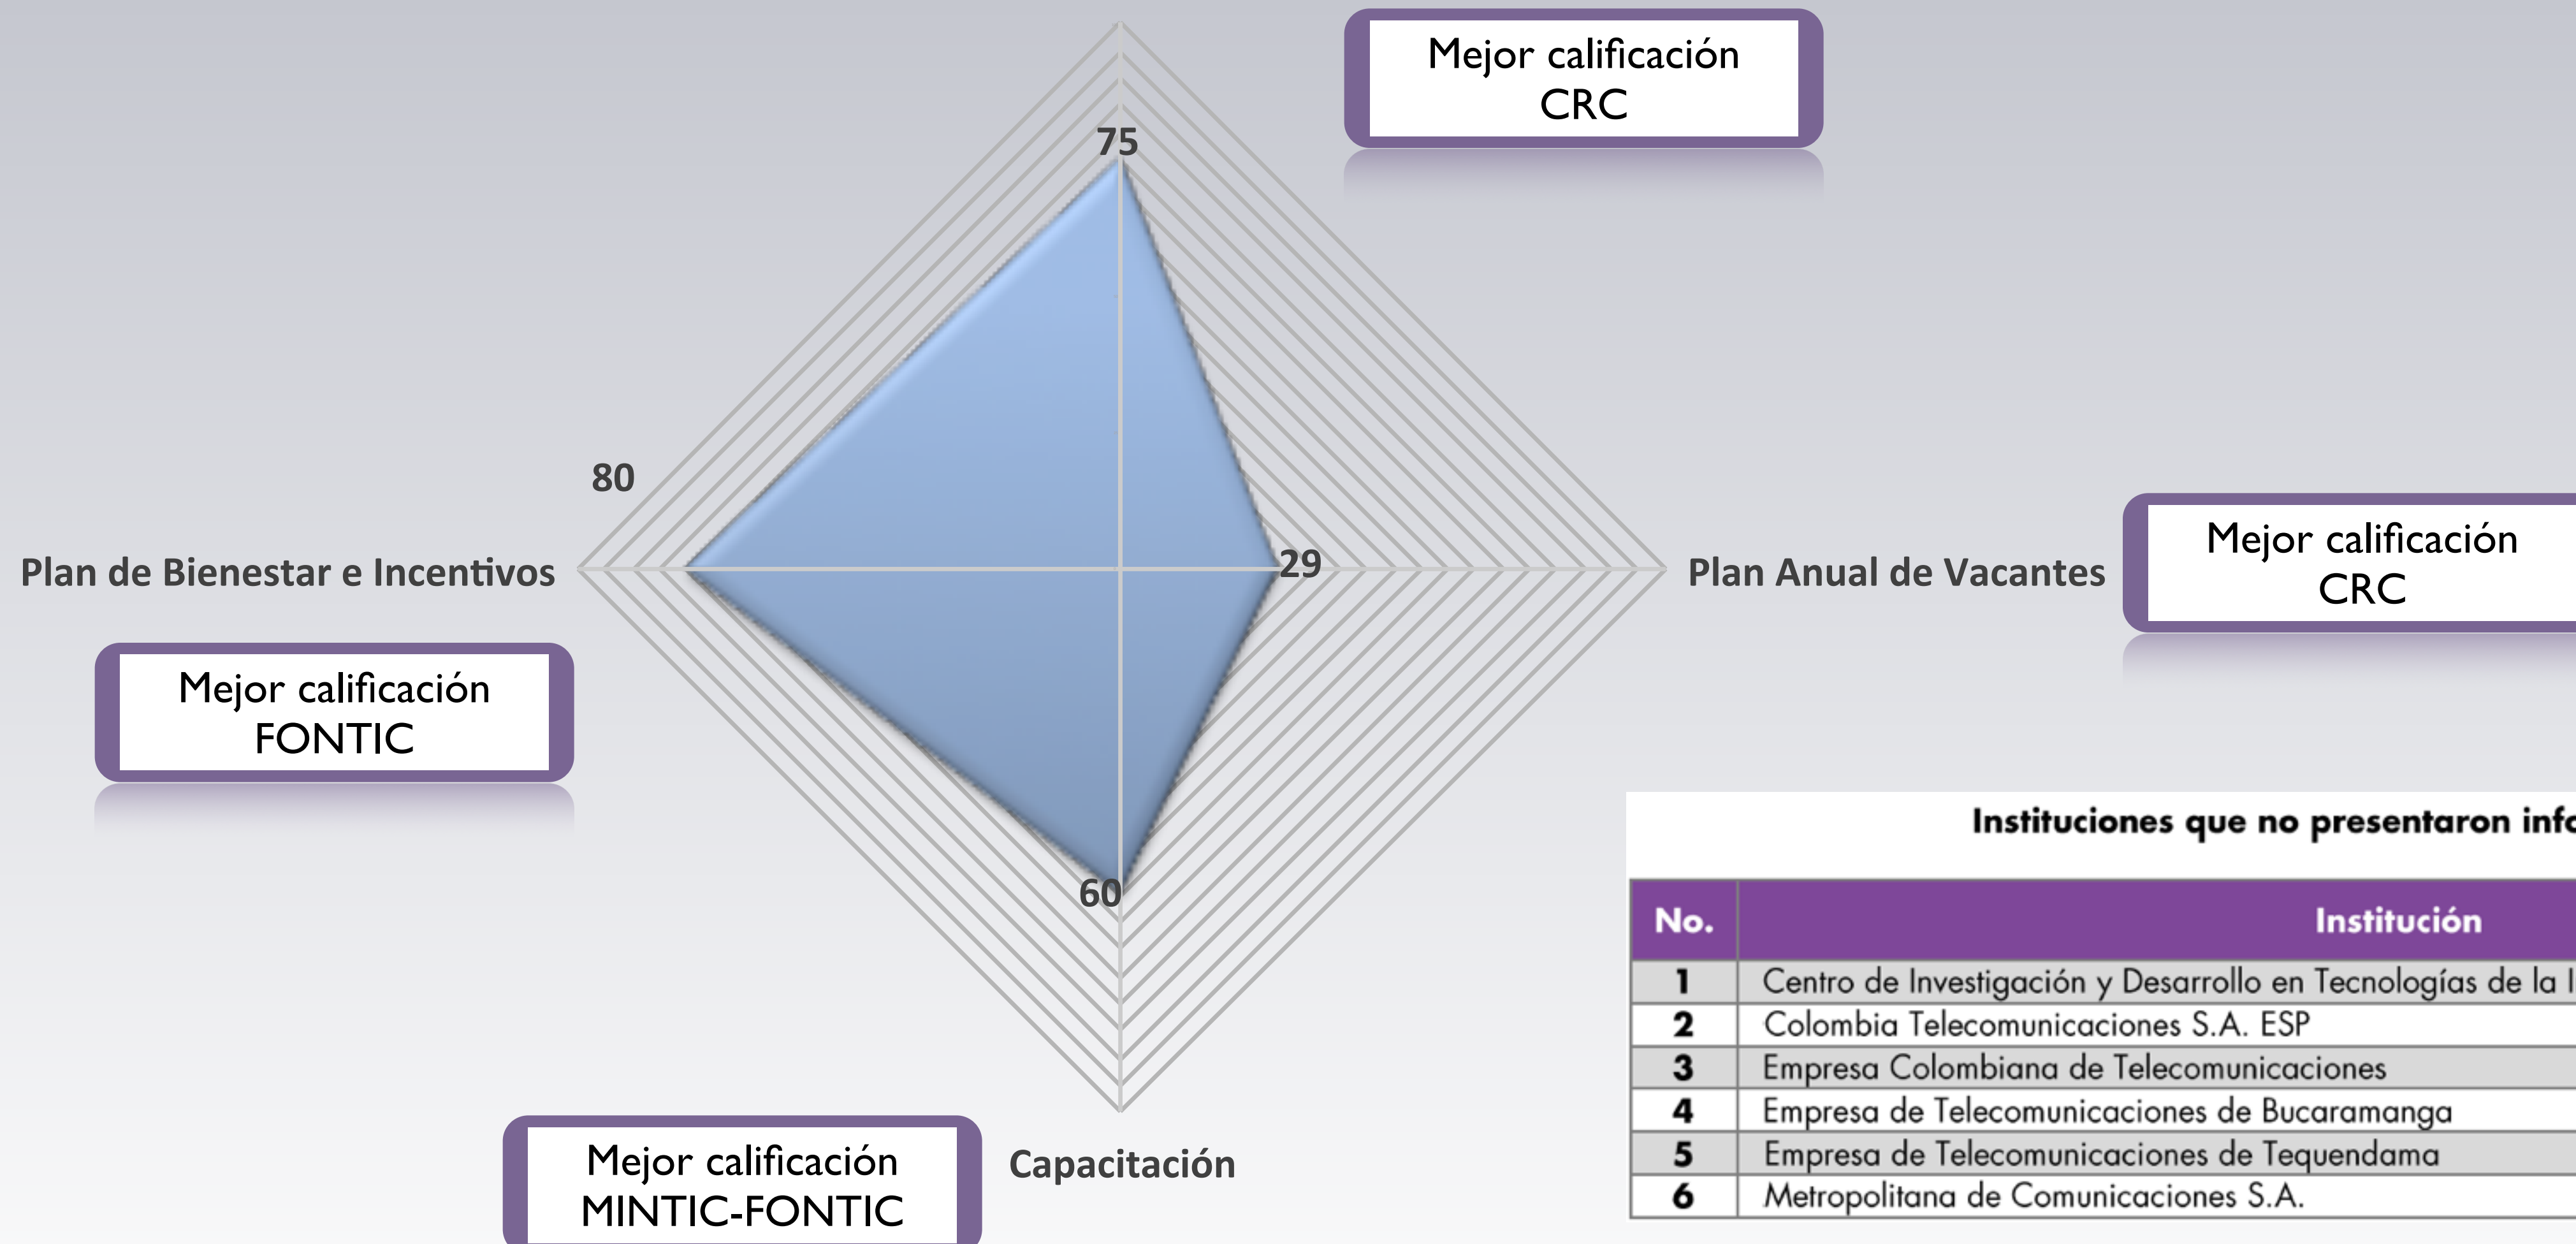 Mejor calificación
CRC
75
80
Plan de Bienestar e Incentivos
29
Plan Anual de Vacantes
Mejor calificación
CRC
Mejor calificación
FONTIC
60
Capacitación
Mejor calificación
MINTIC-FONTIC
Instituciones que no presentaron
No. Institución
1 Centro de Investigación y Desarrollo en Tecnologías de la
2 Colombia Telecomunicaciones S.A. ESP
3 Empresa Colombiana de Telecomunicaciones
4 Empresa de Telecomunicaciones de Bucaramanga
5 Empresa de Telecomunicaciones de Tequendama
6 Metropolitana de Comunicaciones S.A.